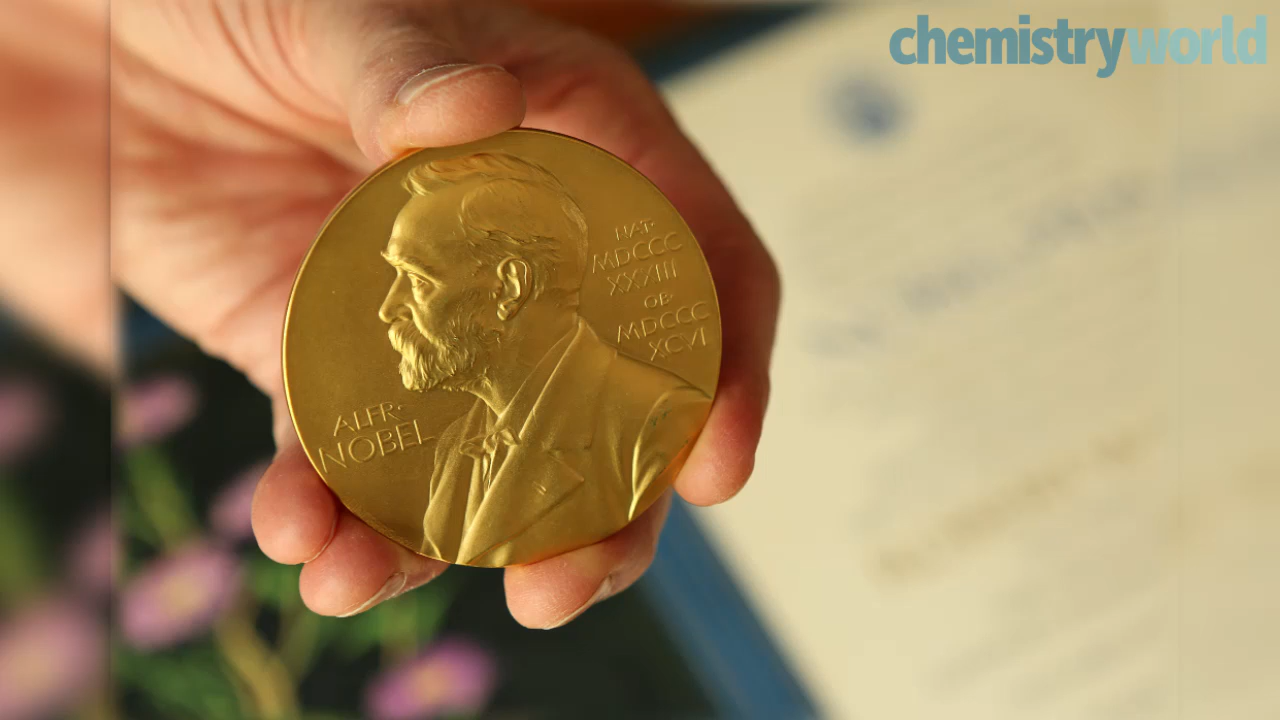 chemistryworld
NAT·
MDCCC
XXXIII
OB·
MDCCC
XCVI
ALFR·
NOBEL